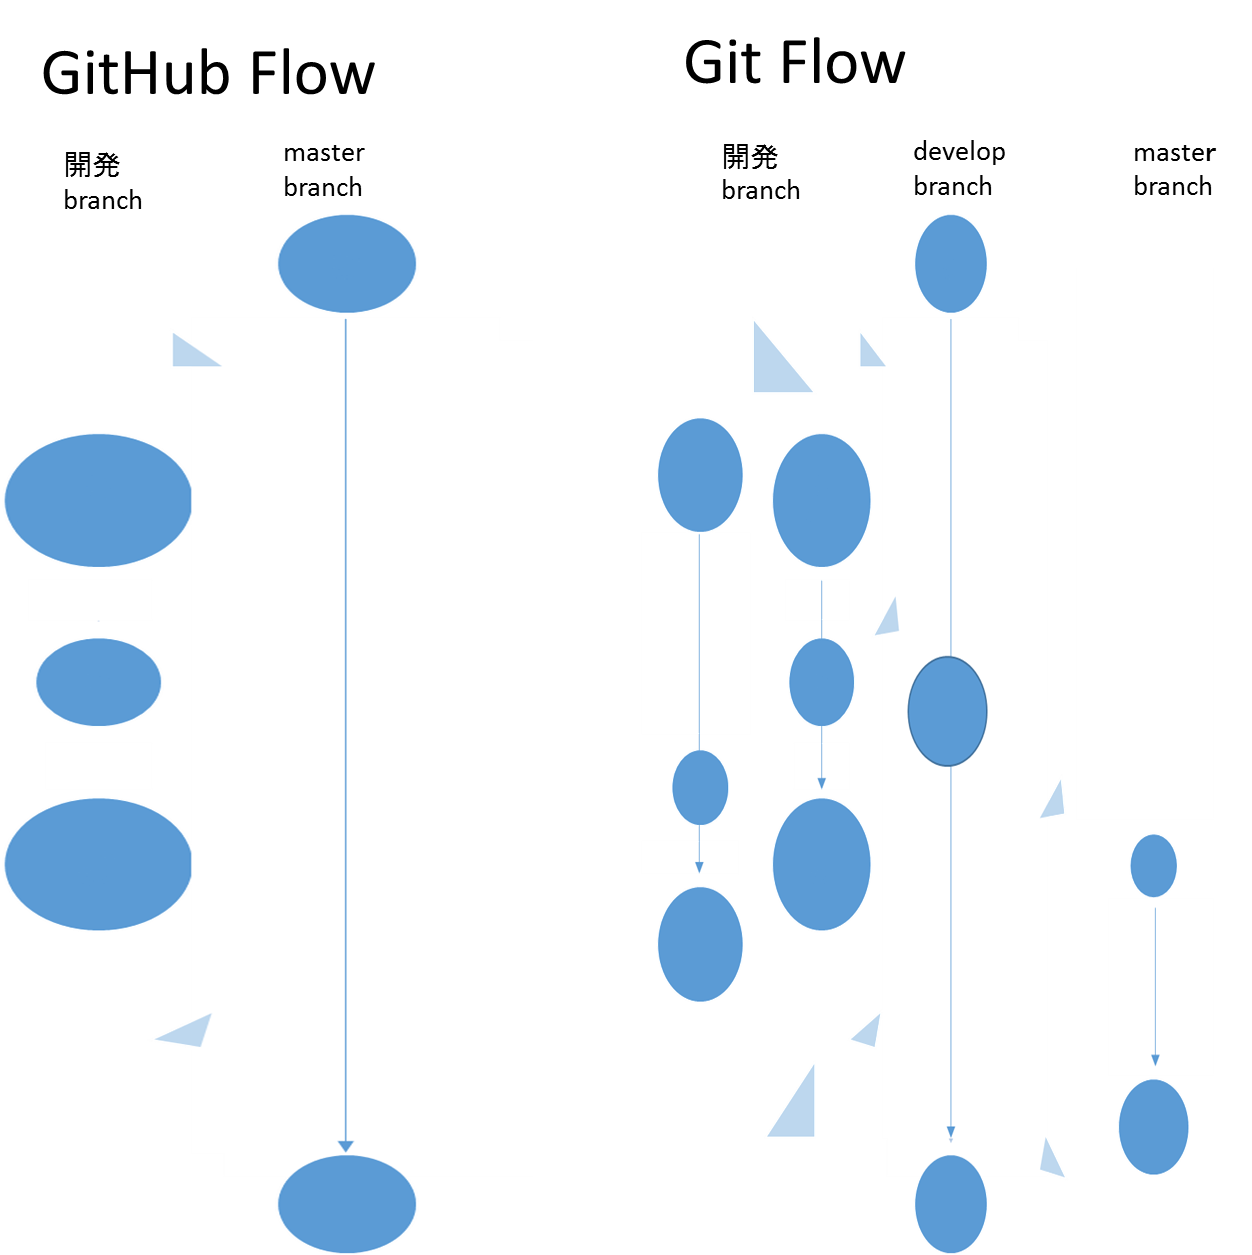 GitHub Flow
開発
branch
master
branch
Git Flow
開発
branch
develop
branch
master
branch